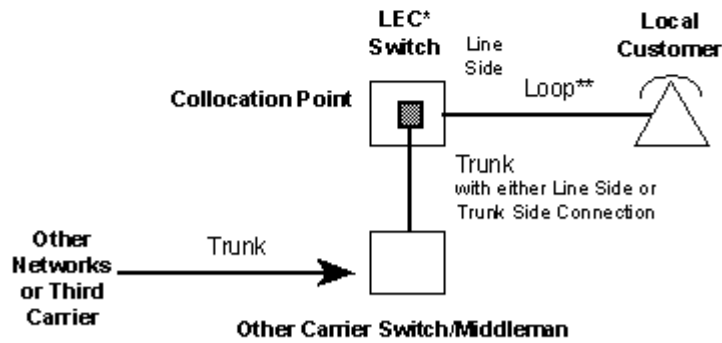 LEC*
Switch
Line
Side
Local
Customer
Collocation Point
Loop**
Trunk
with either Line Side or
Trunk Side Connection
Other
Networks
or Third
Carrier
Trunk
Other Carrier Switch/Middleman